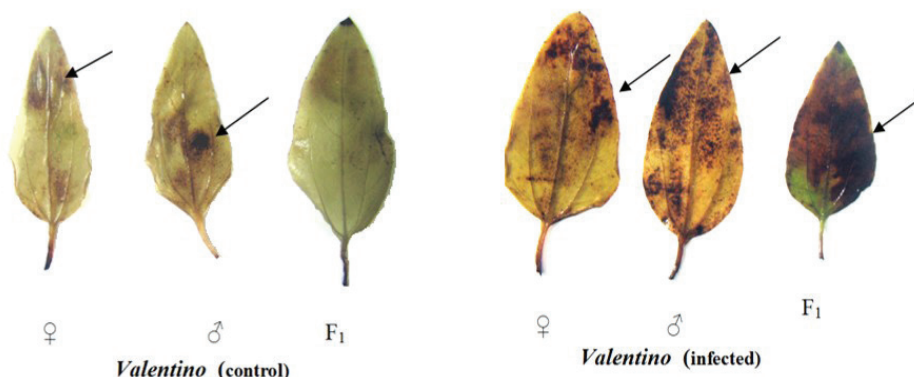 ♀ ♂ F₁
Valentino (control)
♀ ♂ F₁
Valentino (infected)